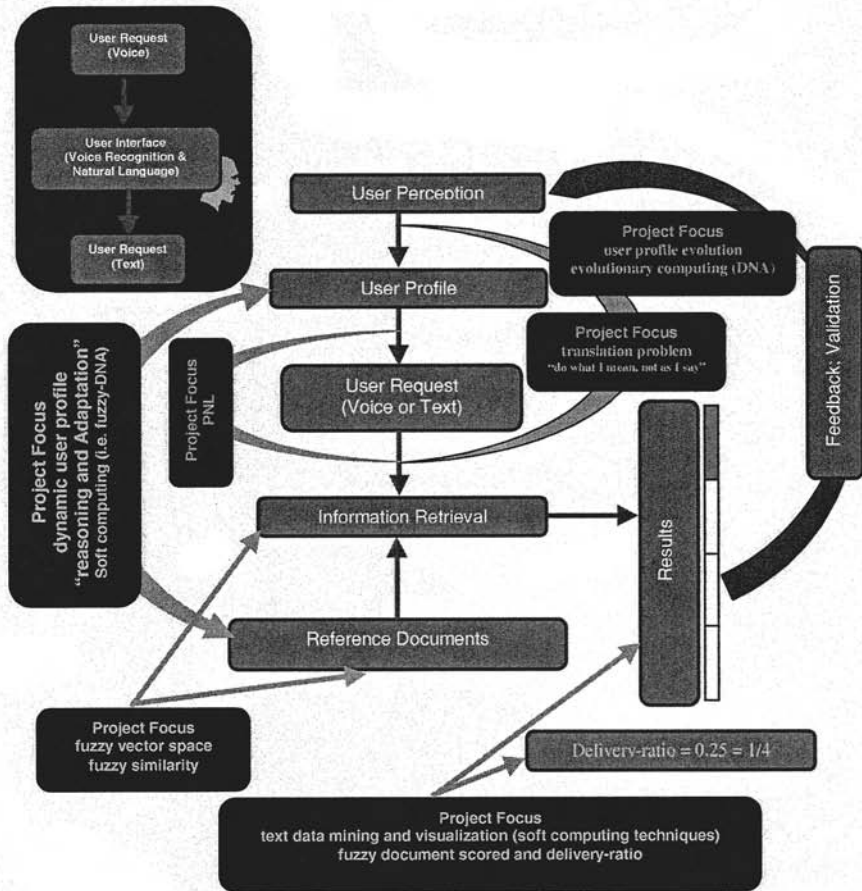 User Request
(Voice)
User Interface
(Voice Recognition &
Natural Language)
User Request
(Text)
User Perception
Project Focus
user profile evolution
evolutionary computing (DNA)
User Profile
Project Focus
translation problem
"do what I mean, not as I say"
Feedback; Validation
Project Focus
dynamic user profile
"reasoning and Adaptation"
Soft computing (i.e. fuzzy-DNA)
Project Focus
PNL
User Request
(Voice or Text)
Information Retrieval
Results
Reference Documents
Project Focus
fuzzy vector space
fuzzy similarity
Delivery-ratio = 0.25 = 1/4
Project Focus
text data mining and visualization (soft computing techniques)
fuzzy document scored and delivery-ratio